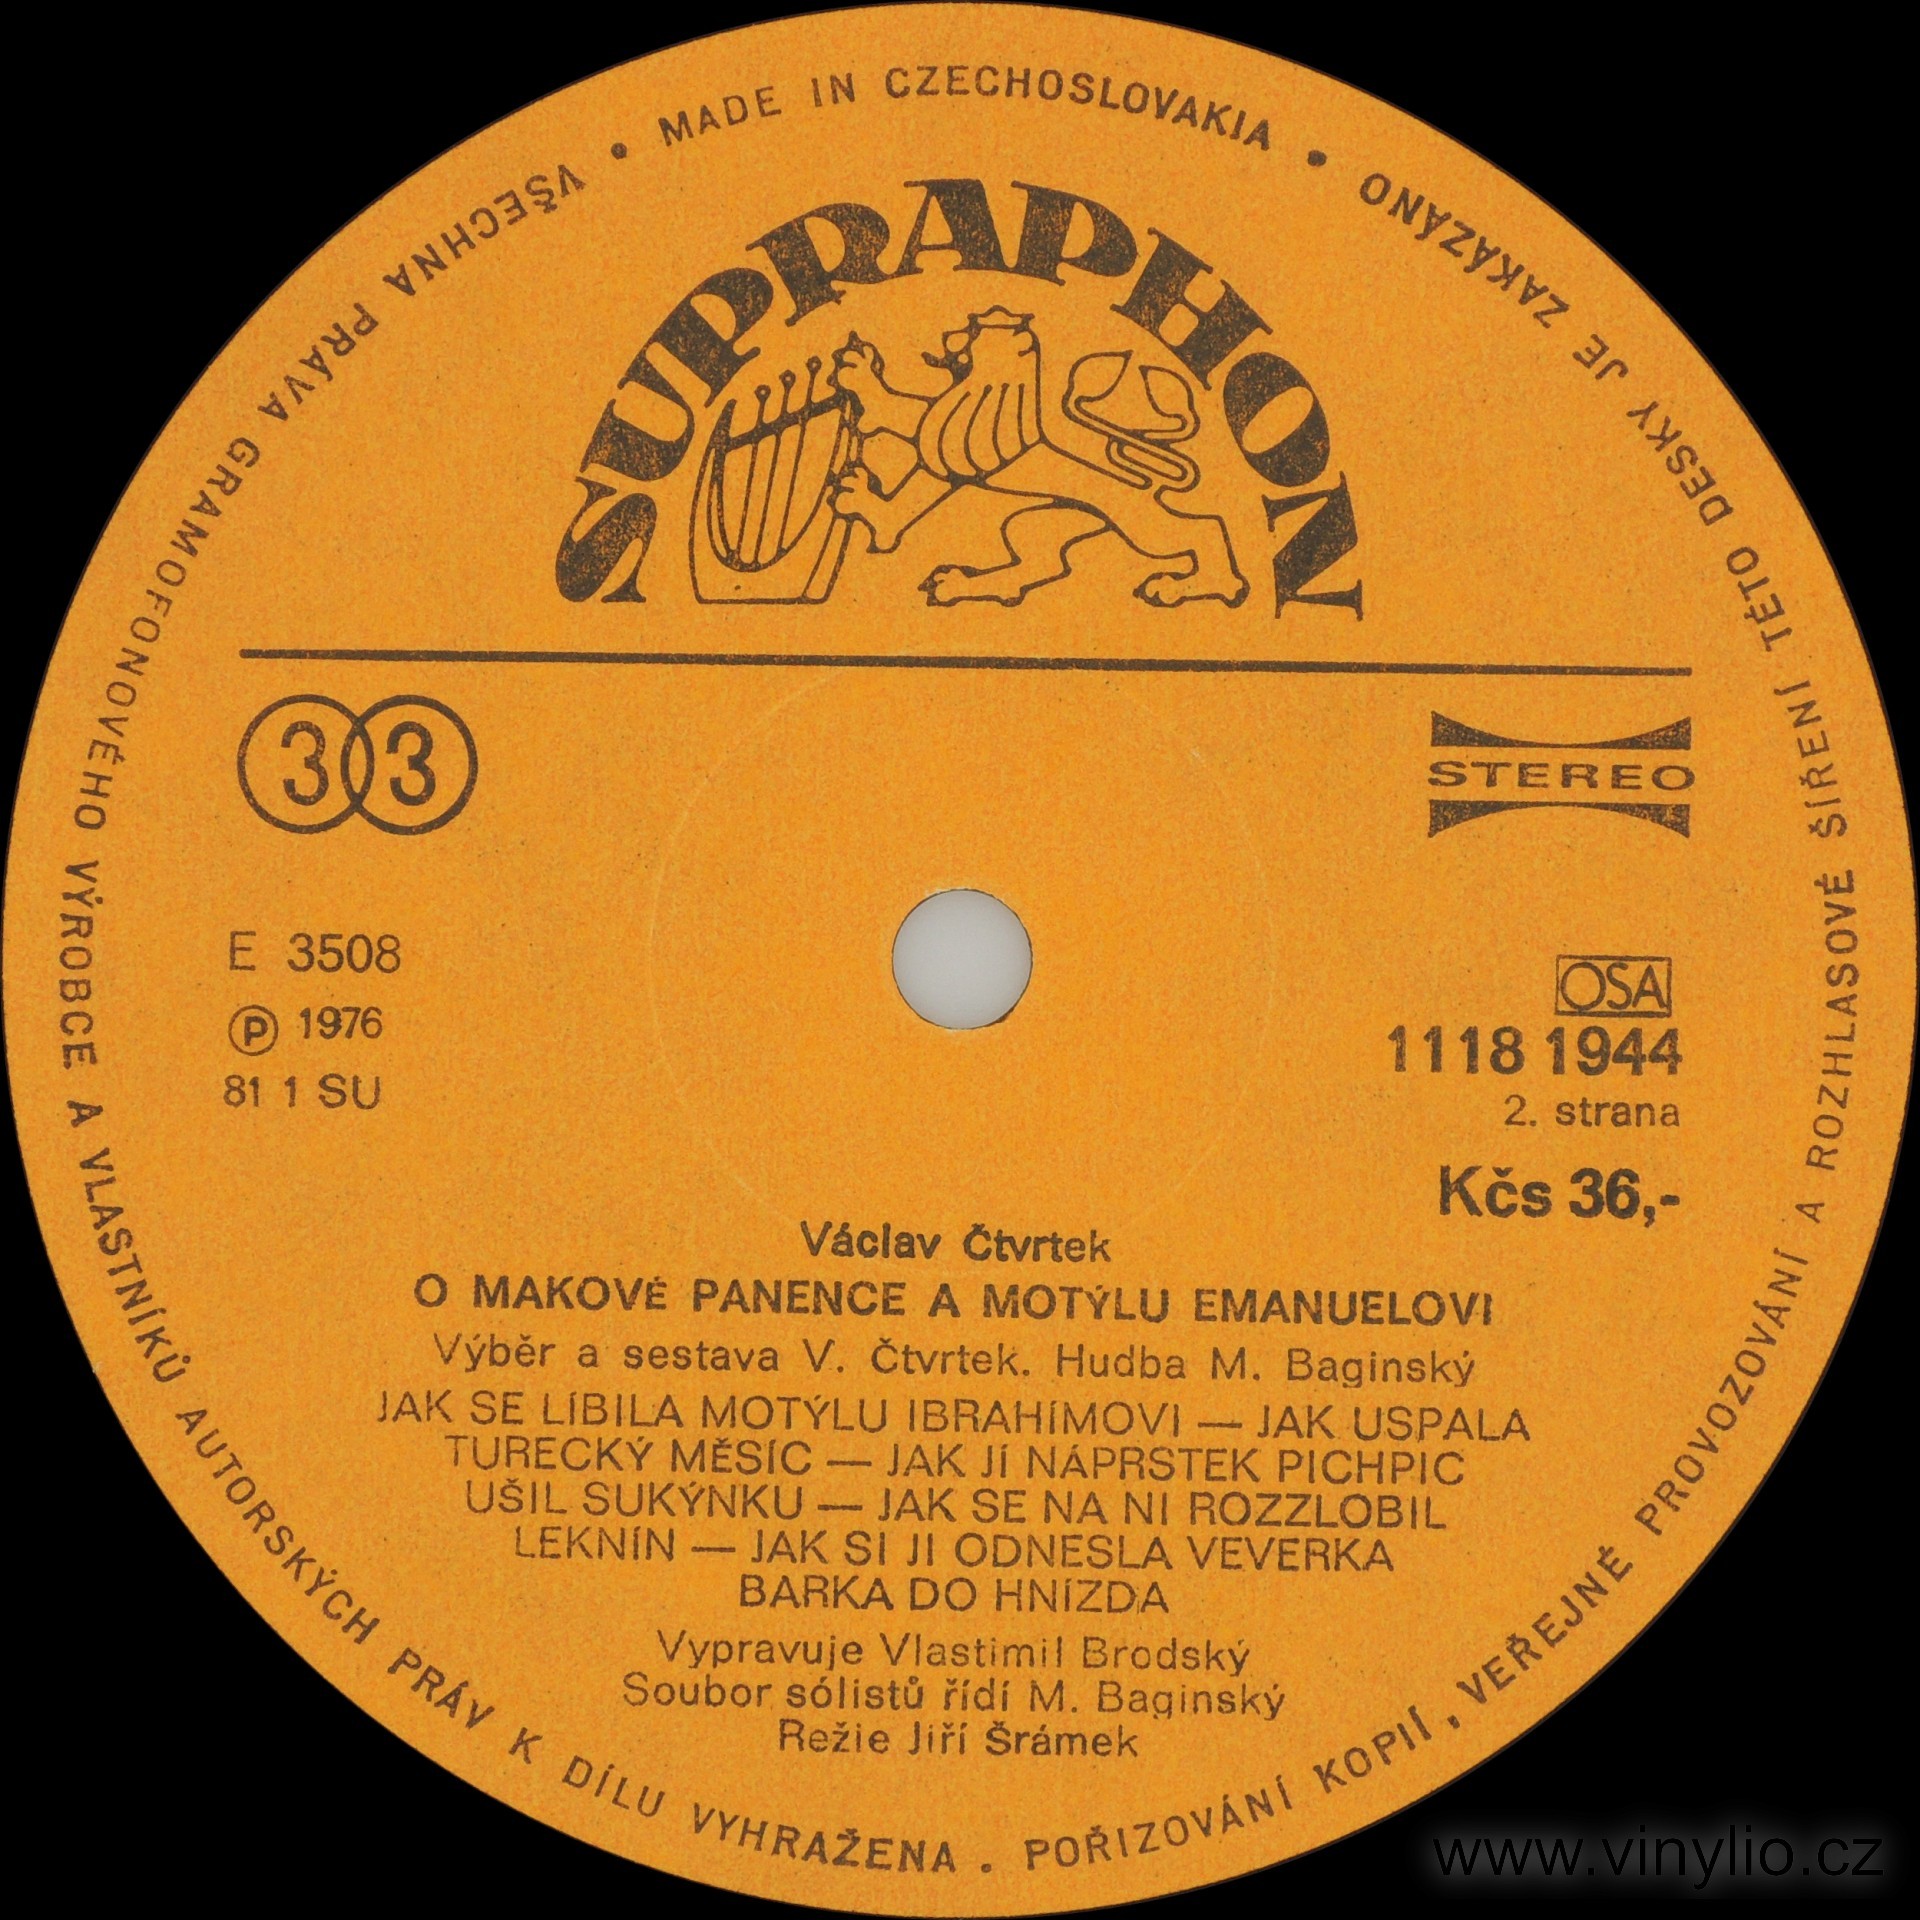 • MADE IN CZECHOSLOVAKIA •
ZAKÁZÁNO JE DESKY TÉTO ŠÍŘENÍ ROZHLASOVÉ A PROVOZOVÁNÍ VEŘEJNÉ, KOPIÍ POŘIZOVÁNÍ
VŠECHNA PRÁVA GRAMOFONOVÉHO VÝROBCE A VLASTNÍKŮ AUTORSKÝCH PRÁV K DÍLU VYHRAŽENA .
SUPRAPHON
33
STEREO
E 3508
Ⓟ 1976
81 1 SU
OSA
1118 1944
2. strana
Kčs 36,-
Václav Čtvrtek
O MAKOVÉ PANENCE A MOTÝLU EMANUELOVI
Výběr a sestava V. Čtvrtek. Hudba M. Baginský
JAK SE LÍBILA MOTÝLU IBRAHÍMOVI — JAK USPALA
TURECKÝ MĚSÍC — JAK JÍ NÁPRSTEK PICHPIC
UŠIL SUKÝNKU — JAK SE NA NI ROZZLOBIL
LEKNÍN — JAK SI JI ODNESLA VEVERKA
BARKA DO HNÍZDA
Vypravuje Vlastimil Brodský
Soubor sólistů řídí M. Baginský
Režie Jiří Šrámek
www.vinylio.cz